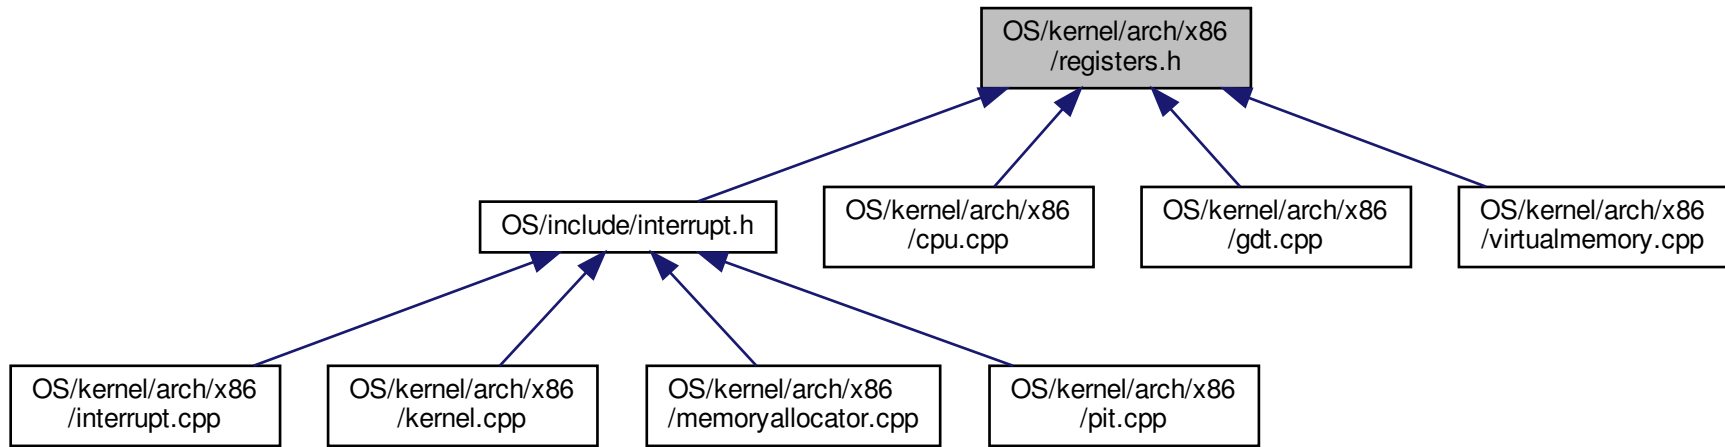 OS/kernel/arch/x86
/registers.h
OS/include/interrupt.h
OS/kernel/arch/x86
/cpu.cpp
OS/kernel/arch/x86
/gdt.cpp
OS/kernel/arch/x86
/virtualmemory.cpp
OS/kernel/arch/x86
/interrupt.cpp
OS/kernel/arch/x86
/kernel.cpp
OS/kernel/arch/x86
/memoryallocator.cpp
OS/kernel/arch/x86
/pit.cpp